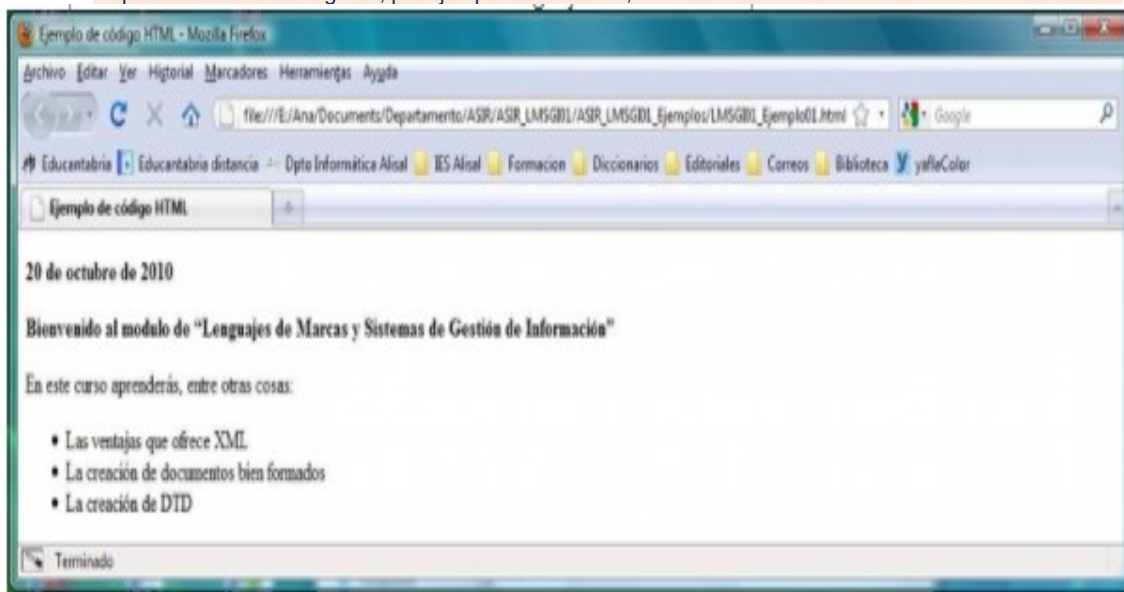 Ejemplo de código HTML - Mozilla Firefox
Archivo Editar Ver Historial Marcadores Herramientas Ayuda
file:///E:/Ana/Documents/Departamento/ASIR/ASIR_LMSGI01/ASIR_LMSGI01_Ejemplos/LMSGI01_Ejemplo01.html Google
Educantabria Educantabria distancia Dpto Informática Alisal IES Alisal Formacion Diccionarios Editoriales Correos Biblioteca yaflaColor
Ejemplo de código HTML
20 de octubre de 2010
Bienvenido al modulo de “Lenguajes de Marcas y Sistemas de Gestión de Información”
En este curso aprenderás, entre otras cosas:
• Las ventajas que ofrece XML
• La creación de documentos bien formados
• La creación de DTD
Terminado